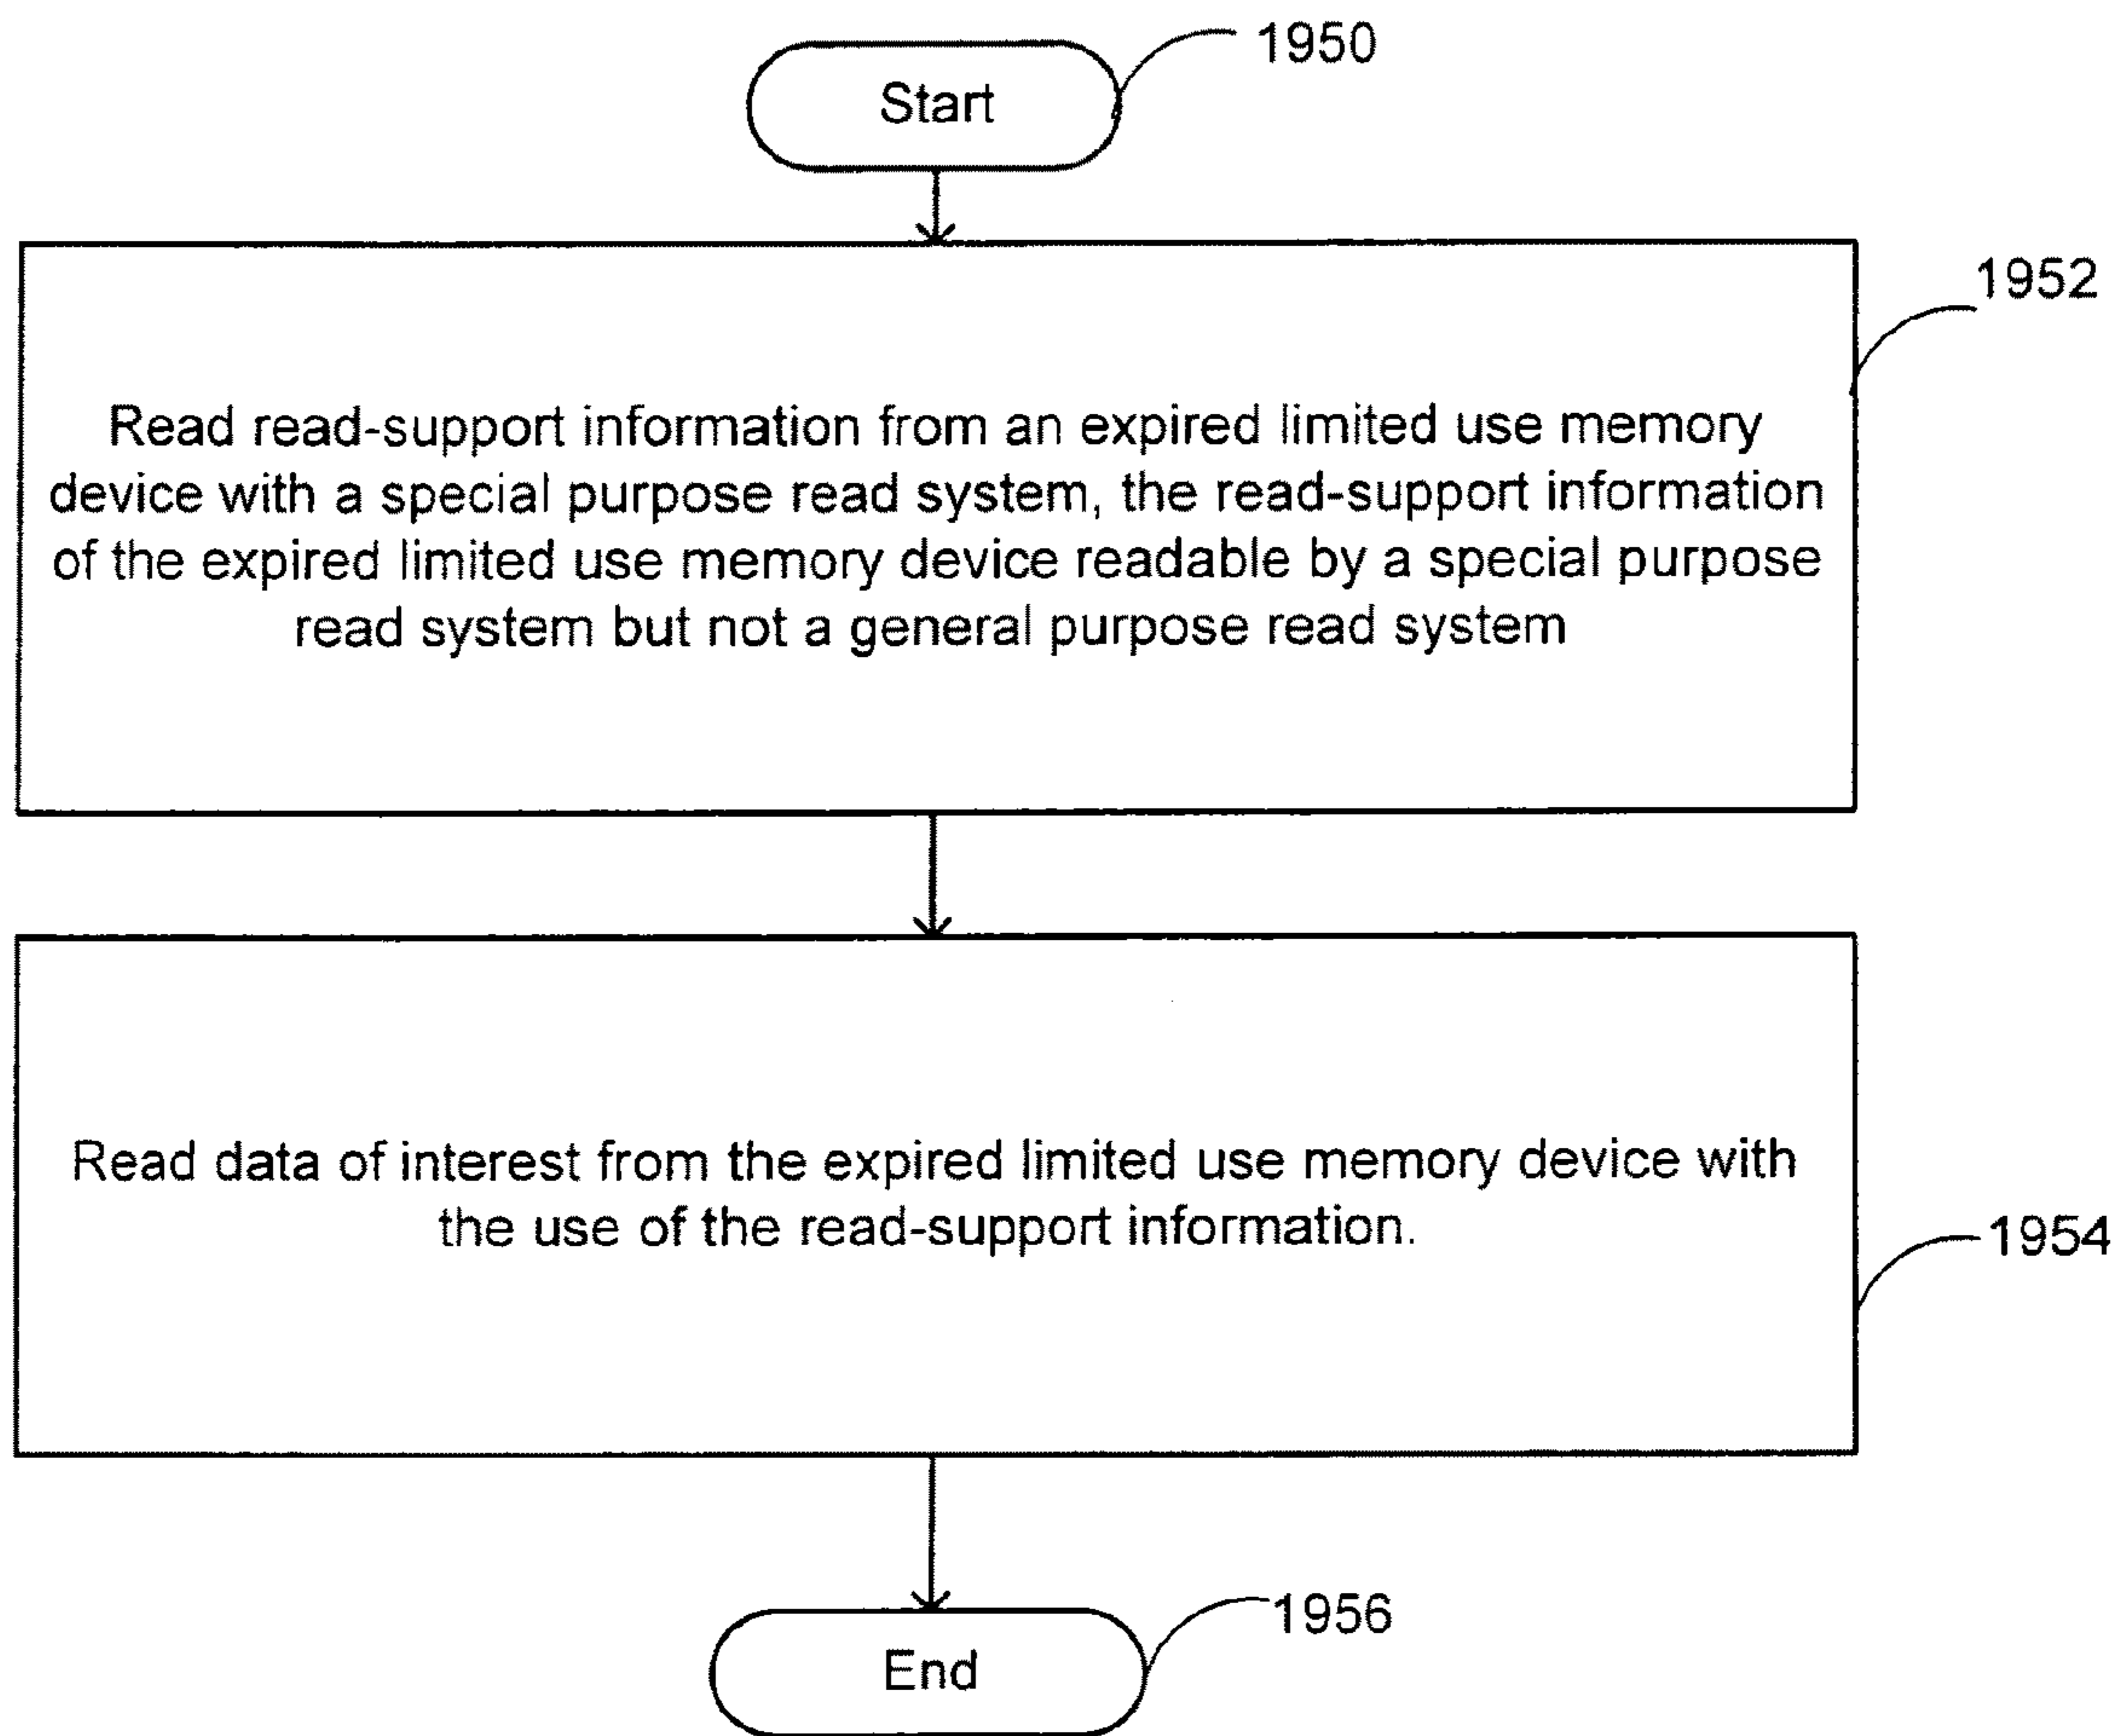 1950
Start
1952
Read read-support information from an expired limited use memory
device with a special purpose read system, the read-support information
of the expired limited use memory device readable by a special purpose
read system but not a general purpose read system
Read data of interest from the expired limited use memory device with
the use of the read-support information.
1954
1956
End